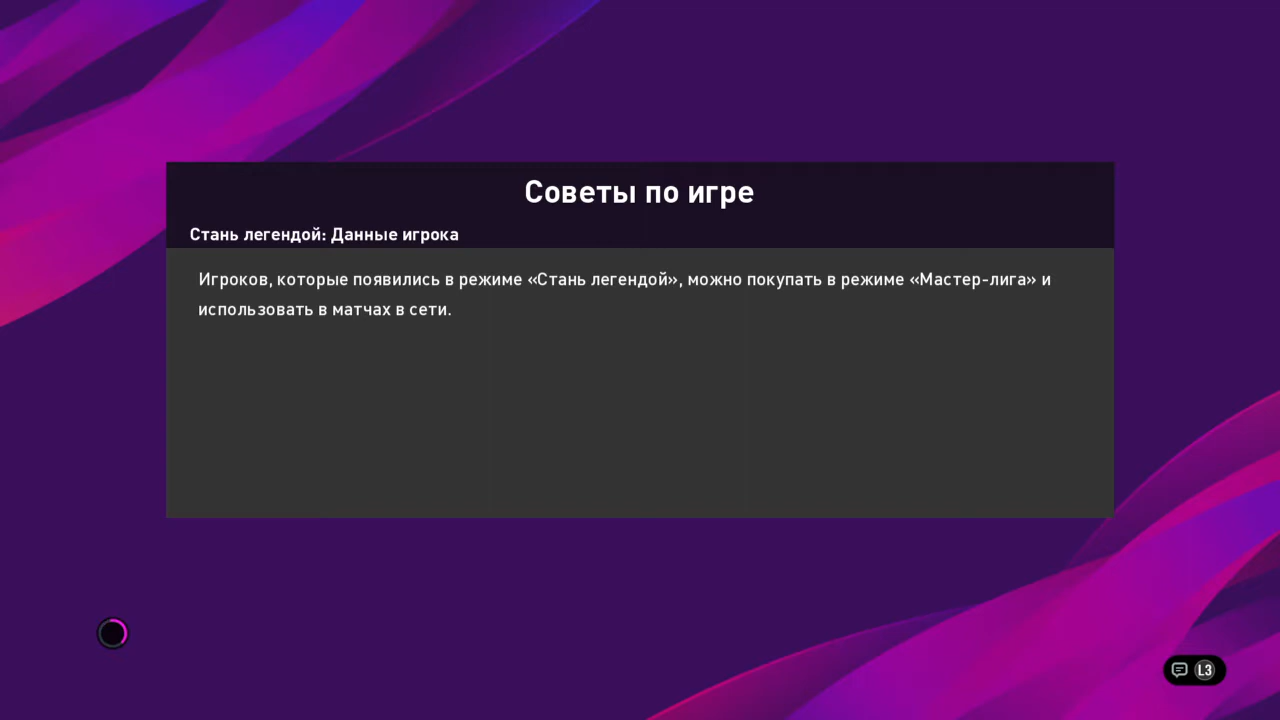 Советы по игре
Стань легендой: Данные игрока
Игроков, которые появились в режиме «Стань легендой», можно покупать в режиме «Мастер-лига» и
использовать в матчах в сети.
L3